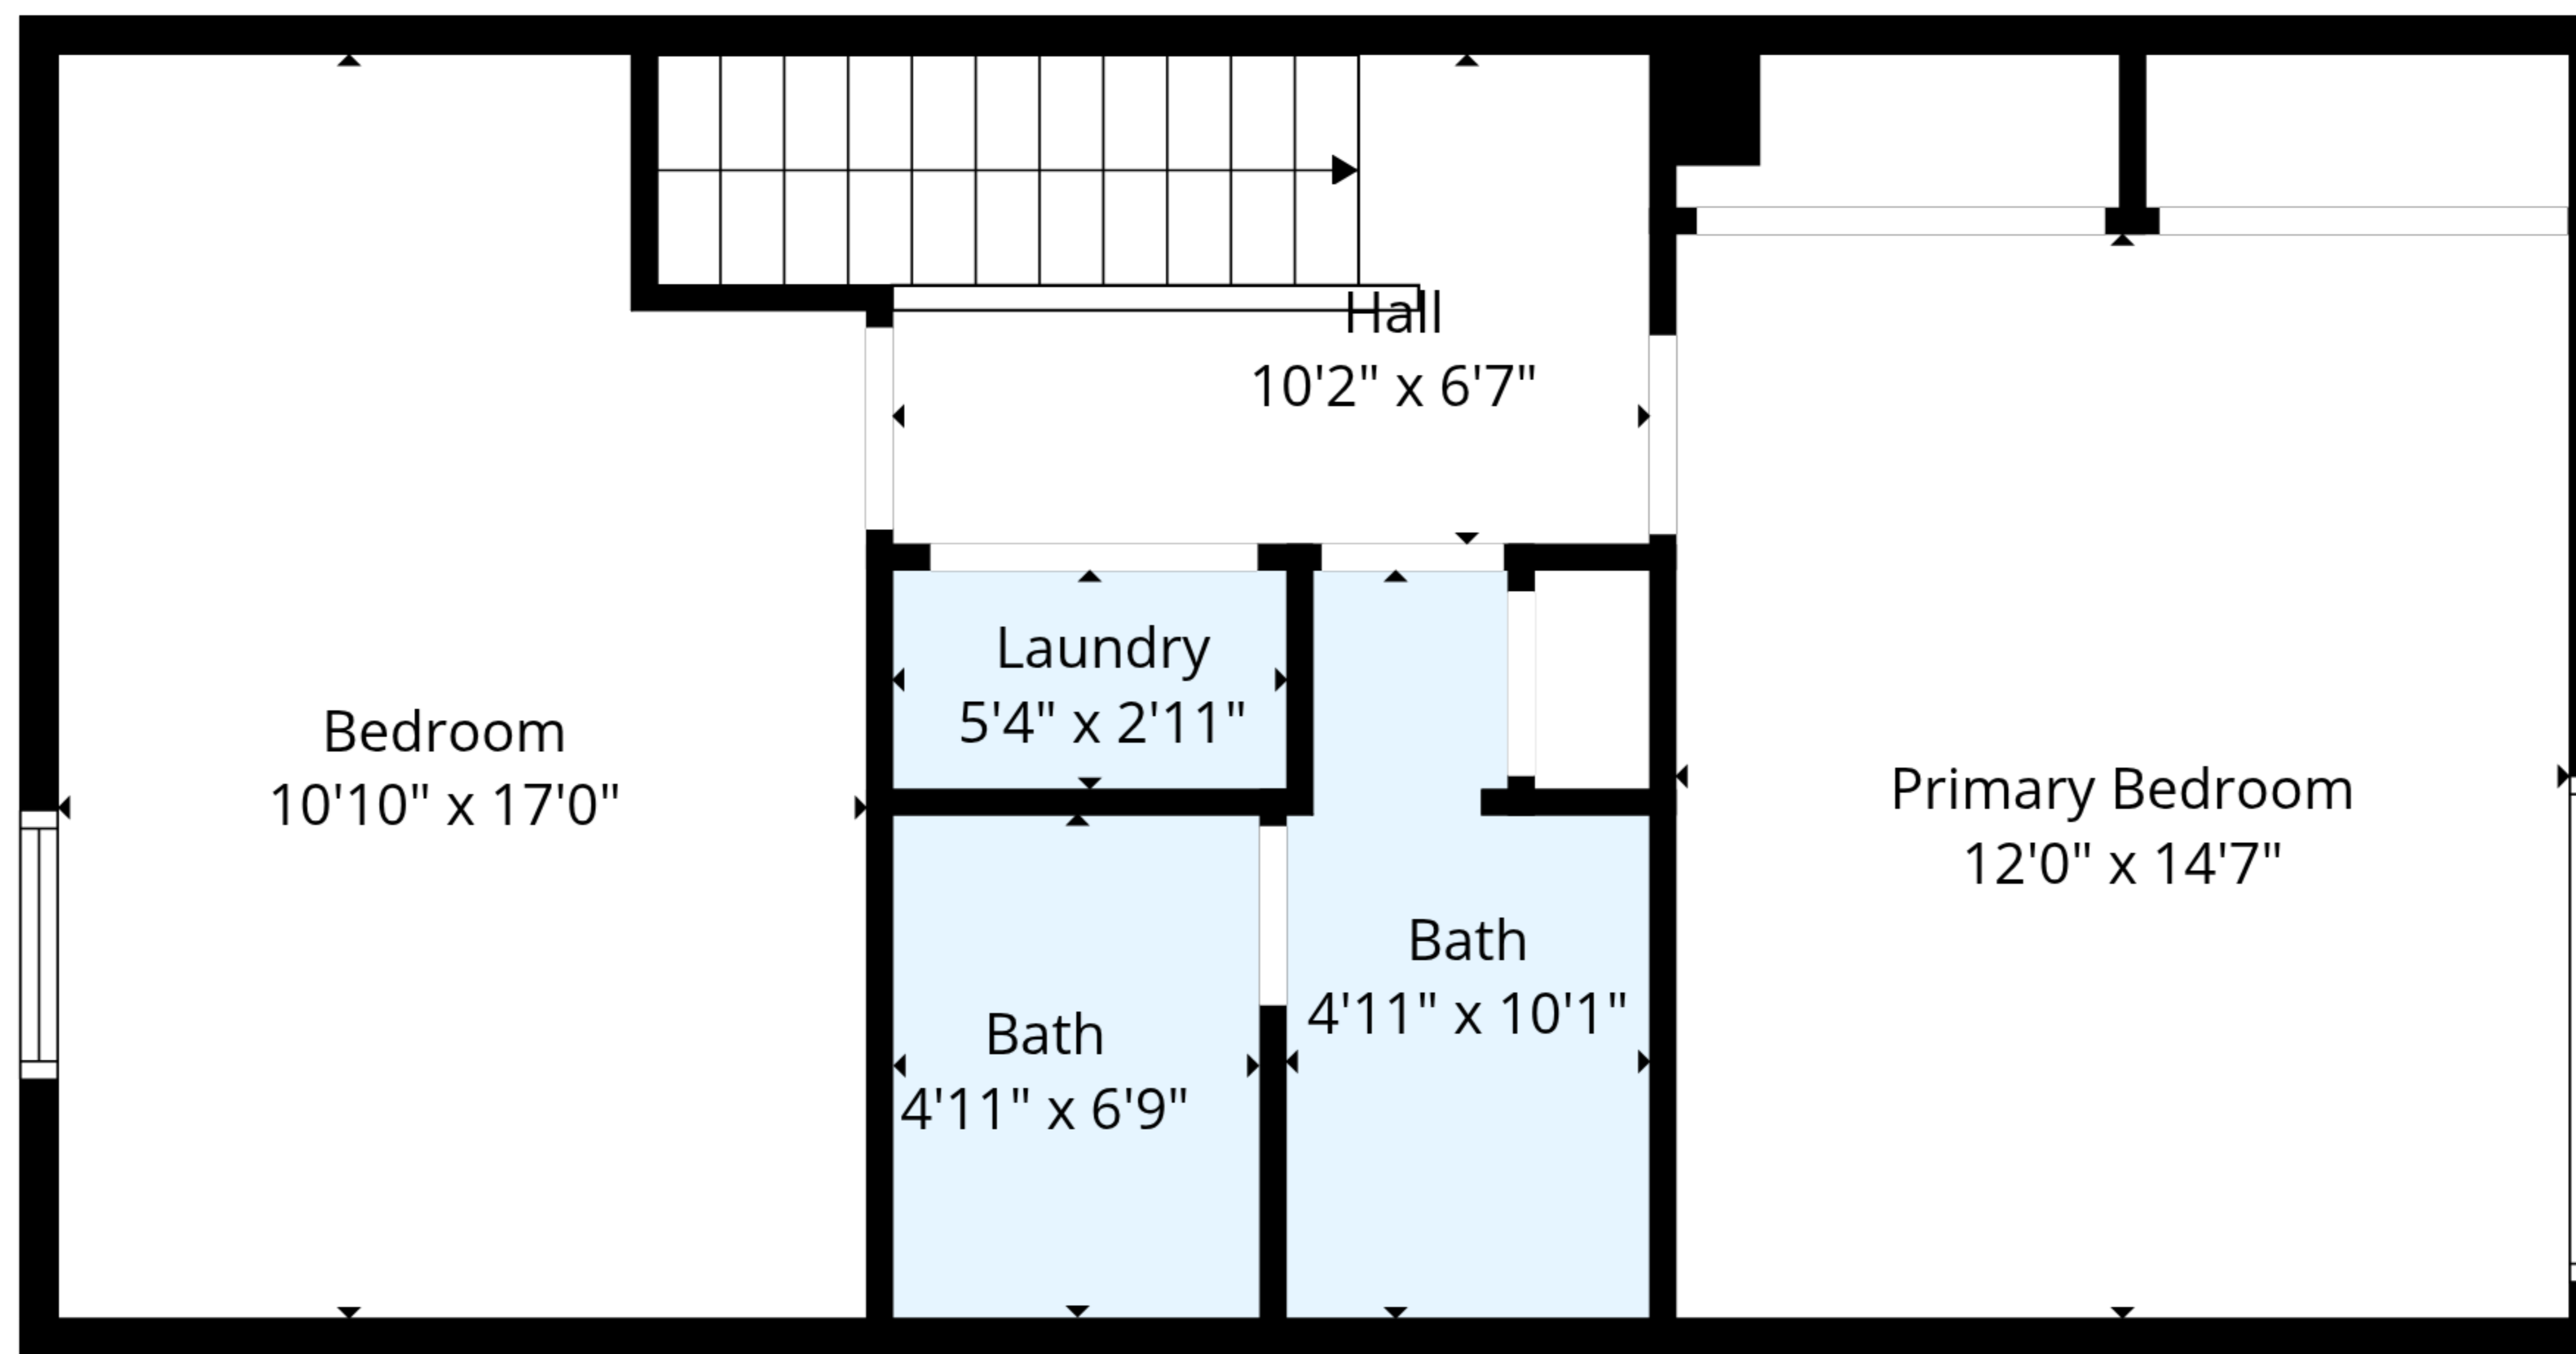 Hall
10'2" x 6'7"
Laundry
5'4" x 2'11"
Bedroom
10'10" x 17'0"
Primary Bedroom
12'0" x 14'7"
Bath
4'11" x 10'1"
Bath
4'11" x 6'9"